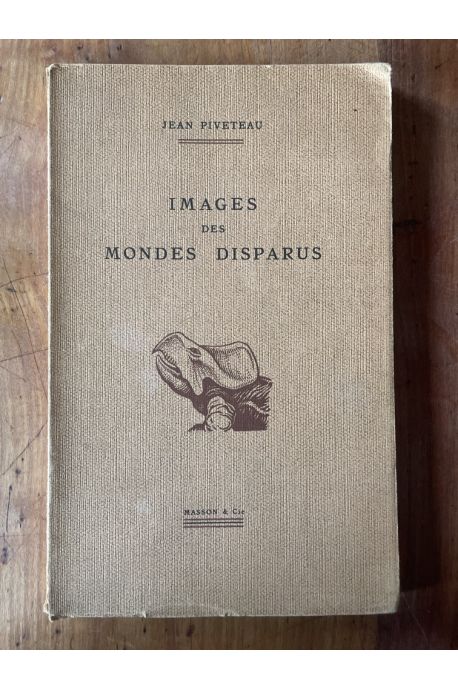 JEAN PIVETEAU
IMAGES
DES
MONDES DISPARUS
MASSON & Cie